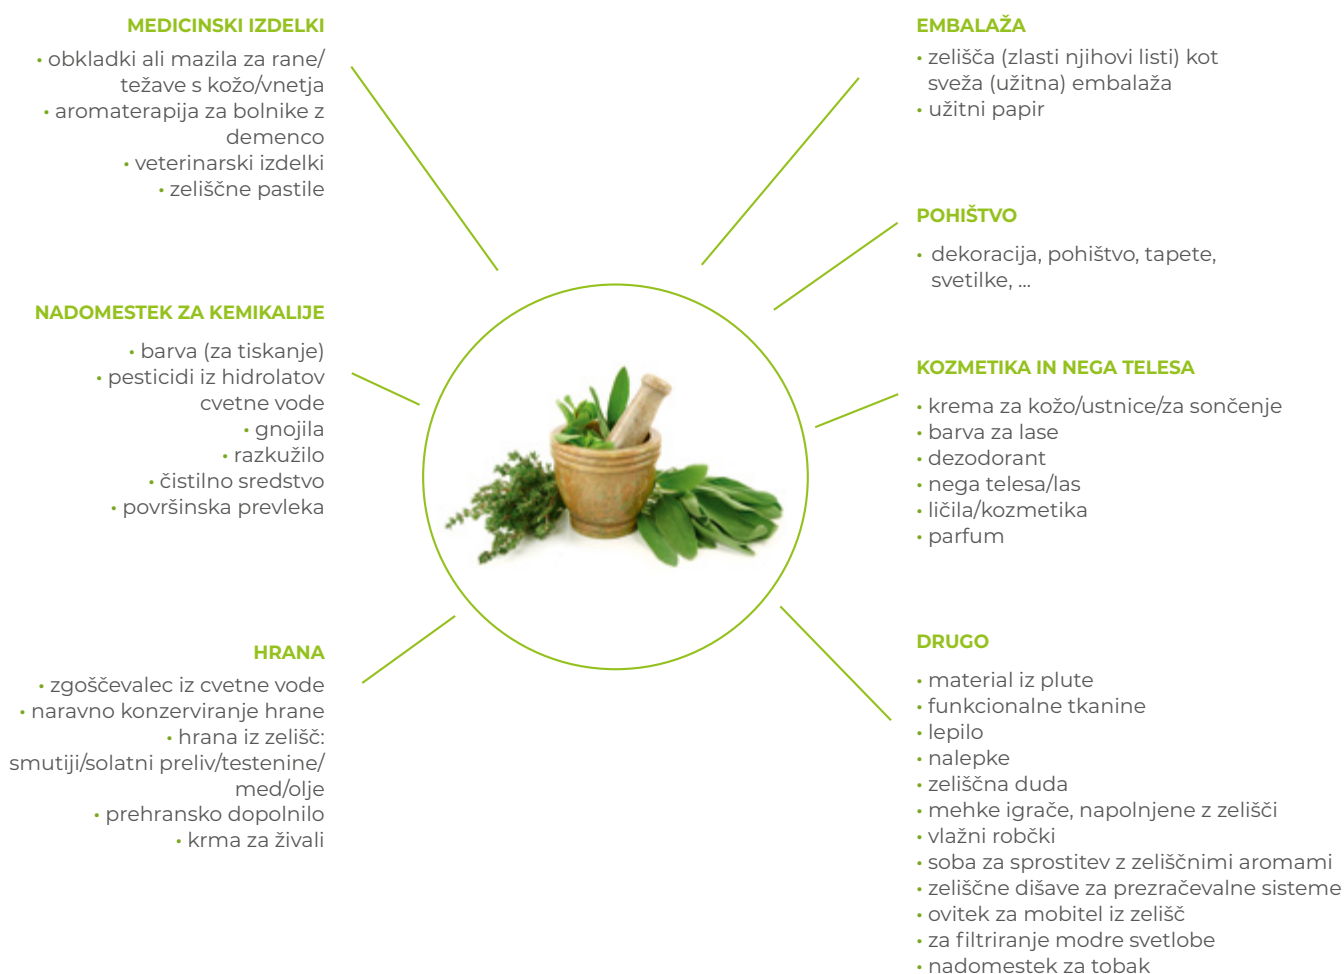 MEDICINSKI IZDELKI
• obkladki ali mazila za rane/
težave s kožo/vnetja
• aromaterapija za bolnike z
demenco
• veterinarski izdelki
• zeliščne pastile
NADOMESTEK ZA KEMIKALIJE
• barva (za tiskanje)
• pesticidi iz hidrolatov
cvetne vode
• gnojila
• razkužilo
• čistilno sredstvo
• površinska prevleka
HRANA
• zgoščevalec iz cvetne vode
• naravno konzerviranje hrane
• hrana iz zelišč:
smutiji/solatni preliv/testenine/
med/olje
• prehransko dopolnilo
• krma za živali
EMBALAŽA
• zelišča (zlasti njihovi listi) kot
sveža (užitna) embalaža
• užitni papir
POHIŠTVO
• dekoracija, pohištvo, tapete,
svetilke, ...
KOZMETIKA IN NEGA TELESA
• krema za kožo/ustnice/za sončenje
• barva za lase
• dezodorant
• nega telesa/las
• ličila/kozmetika
• parfum
DRUGO
• material iz plute
• funkcionalne tkanine
• lepilo
• nalepke
• zeliščna duda
• mehke igrače, napolnjene z zelišči
• vlažni robčki
• soba za sprostitev z zeliščnimi aromami
• zeliščne dišave za prezračevalne sisteme
• ovitek za mobitel iz zelišč
• za filtriranje modre svetlobe
• nadomestek za tobak